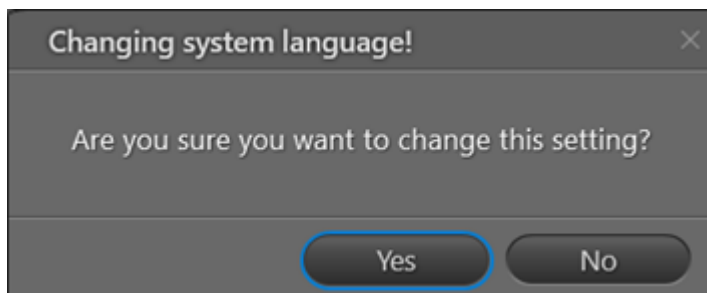 Changing system language!
Are you sure you want to change this setting?
Yes No